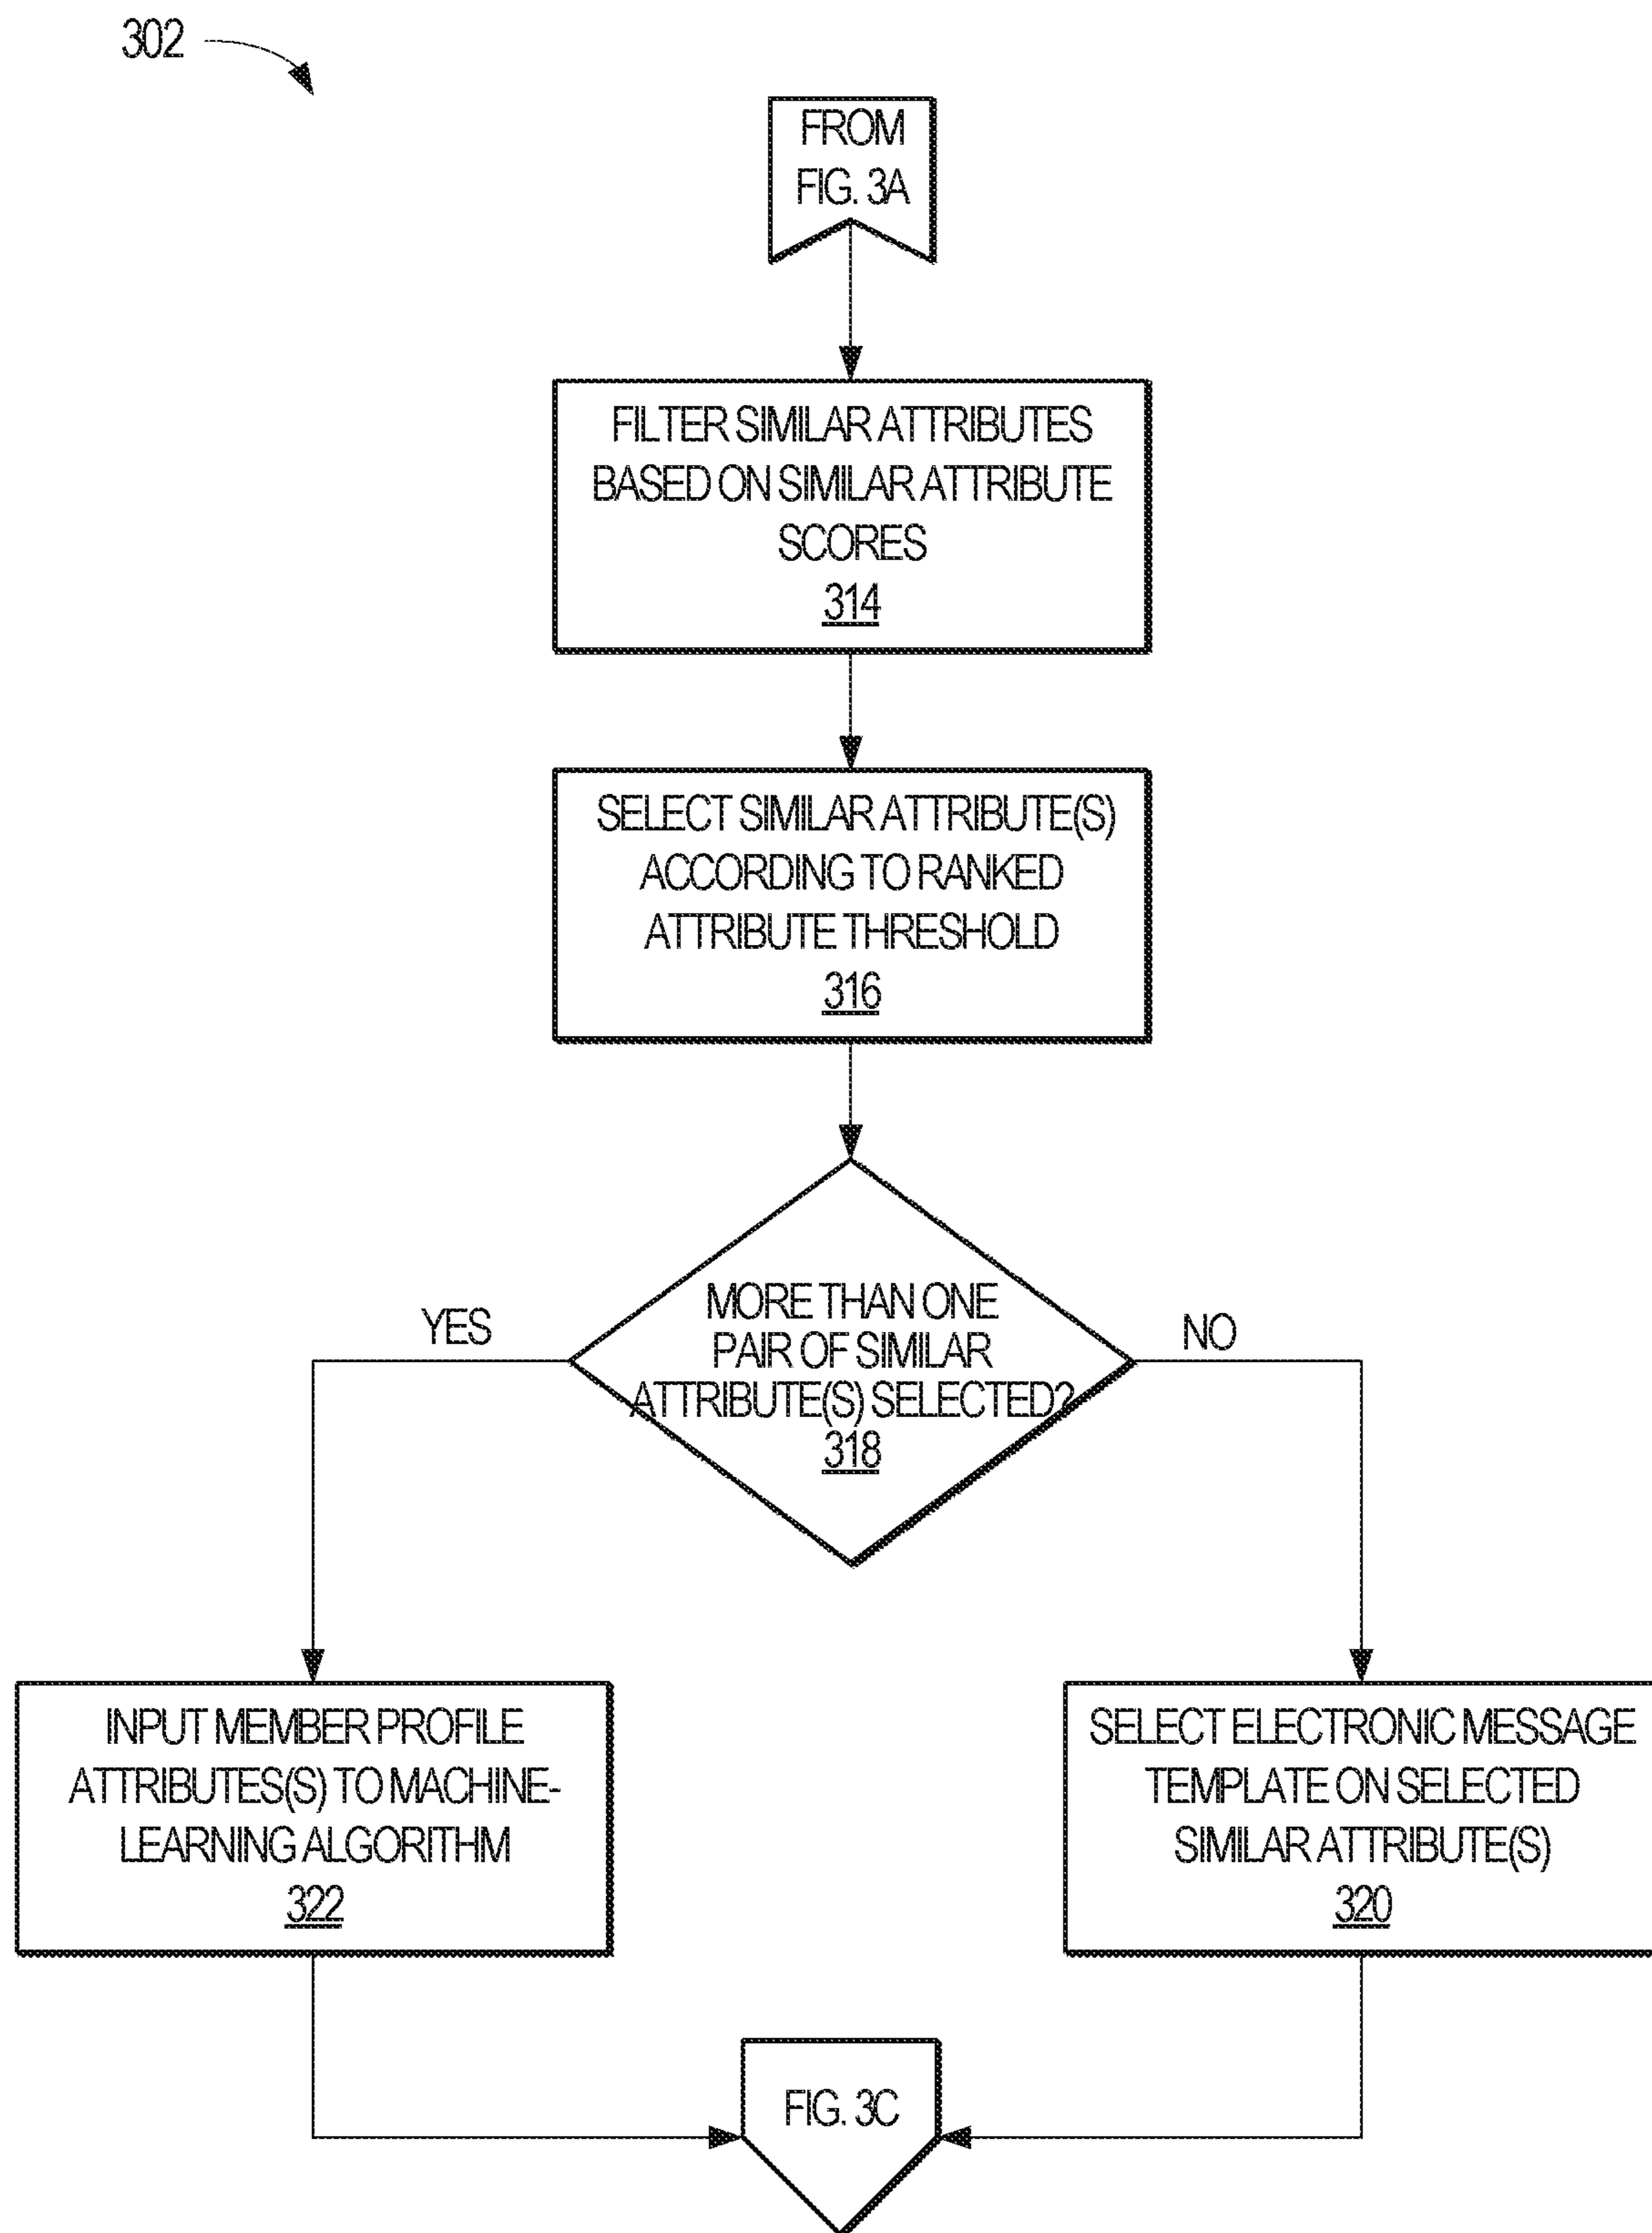 302
FROM
FIG. 3A
FILTER SIMILAR ATTRIBUTES
BASED ON SIMILAR ATTRIBUTE
SCORES
314
SELECT SIMILAR ATTRIBUTE(S)
ACCORDING TO RANKED
ATTRIBUTE THRESHOLD
316
MORE THAN ONE
PAIR OF SIMILAR
ATTRIBUTE(S) SELECTED?
318
YES
NO
INPUT MEMBER PROFILE
ATTRIBUTES(S) TO MACHINE-
LEARNING ALGORITHM
322
SELECT ELECTRONIC MESSAGE
TEMPLATE ON SELECTED
SIMILAR ATTRIBUTE(S)
320
FIG. 3C